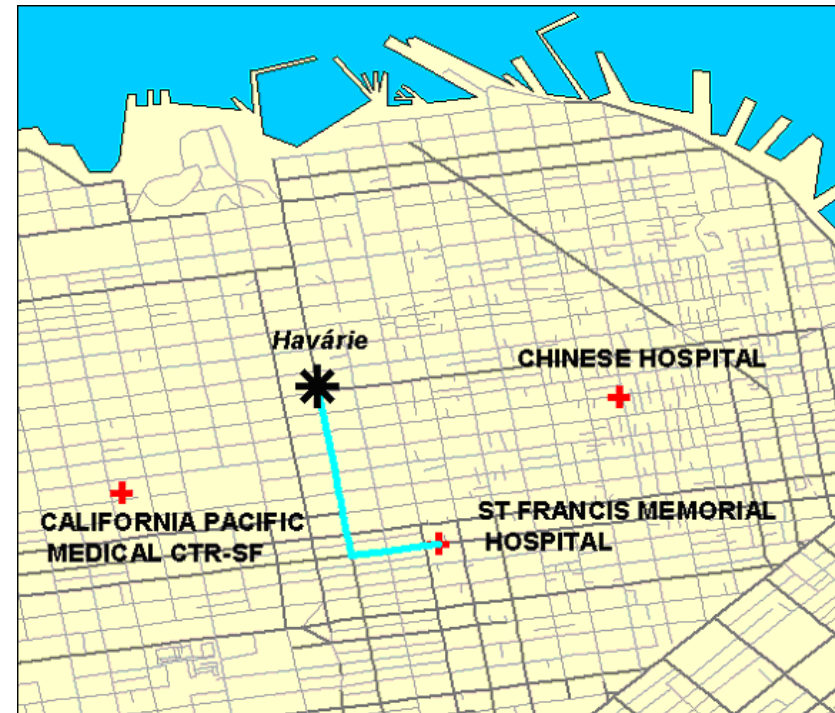 Havárie
CHINESE HOSPITAL
CALIFORNIA PACIFIC
MEDICAL CTR-SF
ST FRANCIS MEMORIAL
HOSPITAL